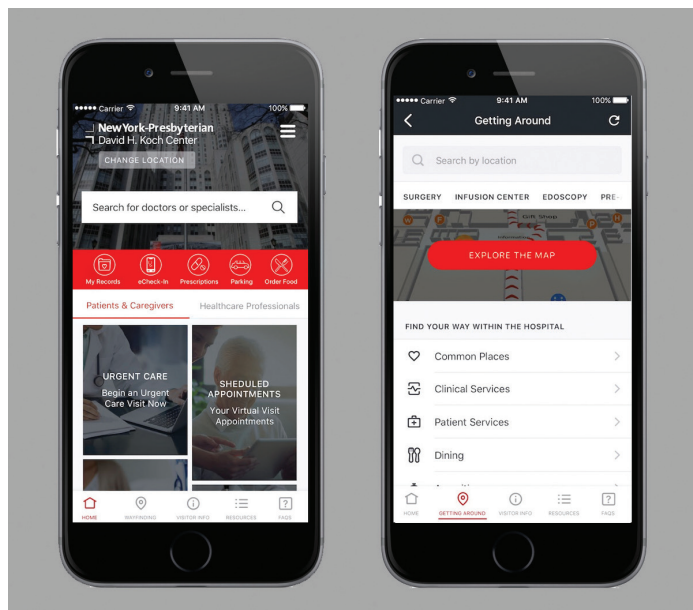 Carrier 9:41 AM 100%
NewYork-Presbyterian
David H. Koch Center
CHANGE LOCATION
Search for doctors or specialists...
My Records eCheck-In Prescriptions Parking Order Food
Patients & Caregivers Healthcare Professionals
URGENT CARE
Begin an Urgent
Care Visit Now
SHEDULED
APPOINTMENTS
Your Virtual Visit
Appointments
HOME WAYFINDING VISITOR INFO RESOURCES FAQS
Carrier 9:41 AM 100%
Getting Around
Search by location
SURGERY INFUSION CENTER EDOSCOPY PRE-
Gift Shop
P H
EXPLORE THE MAP
FIND YOUR WAY WITHIN THE HOSPITAL
Common Places
Clinical Services
Patient Services
Dining
HOME GETTING AROUND VISITOR INFO RESOURCES FAQS